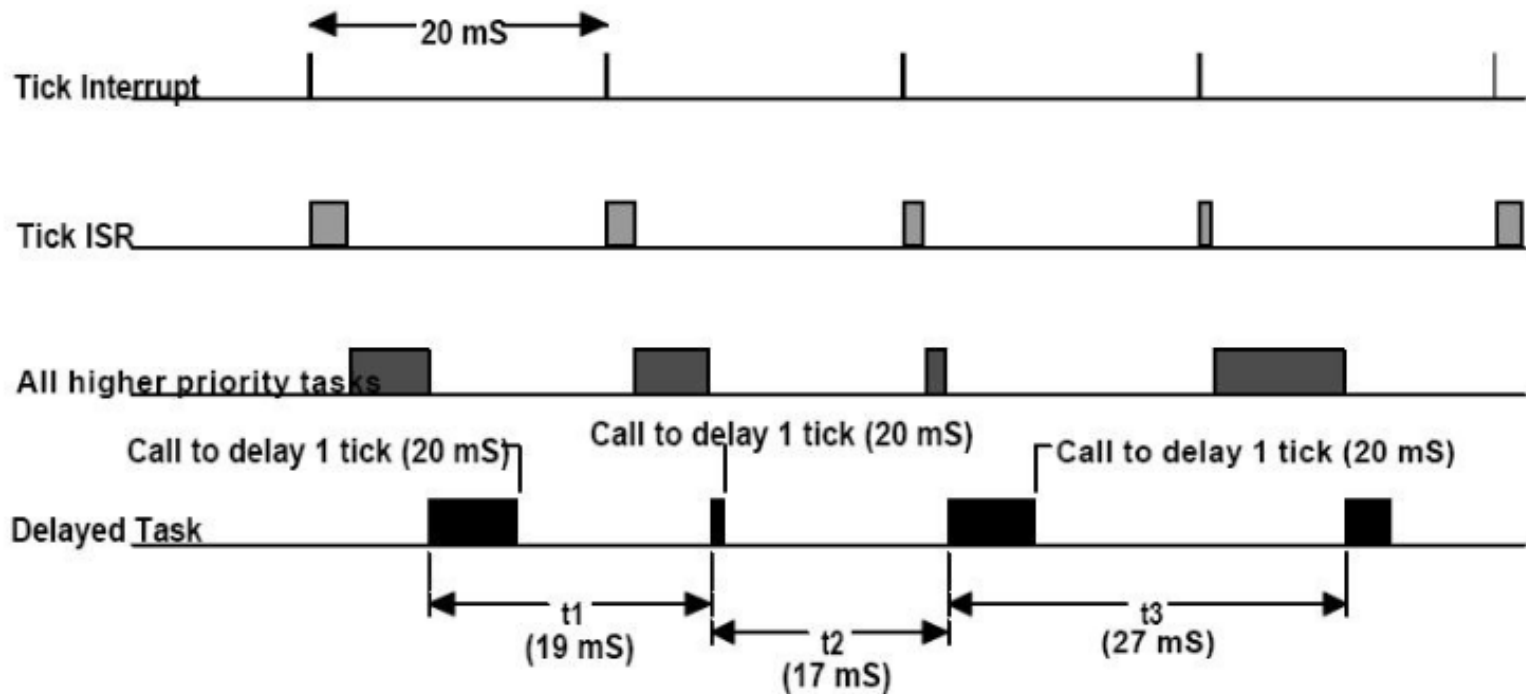 20 mS
Tick Interrupt
Tick ISR
All higher priority tasks
Call to delay 1 tick (20 mS)
Call to delay 1 tick (20 mS)
Call to delay 1 tick (20 mS)
Delayed Task
t1
(19 mS)
t2
(17 mS)
t3
(27 mS)